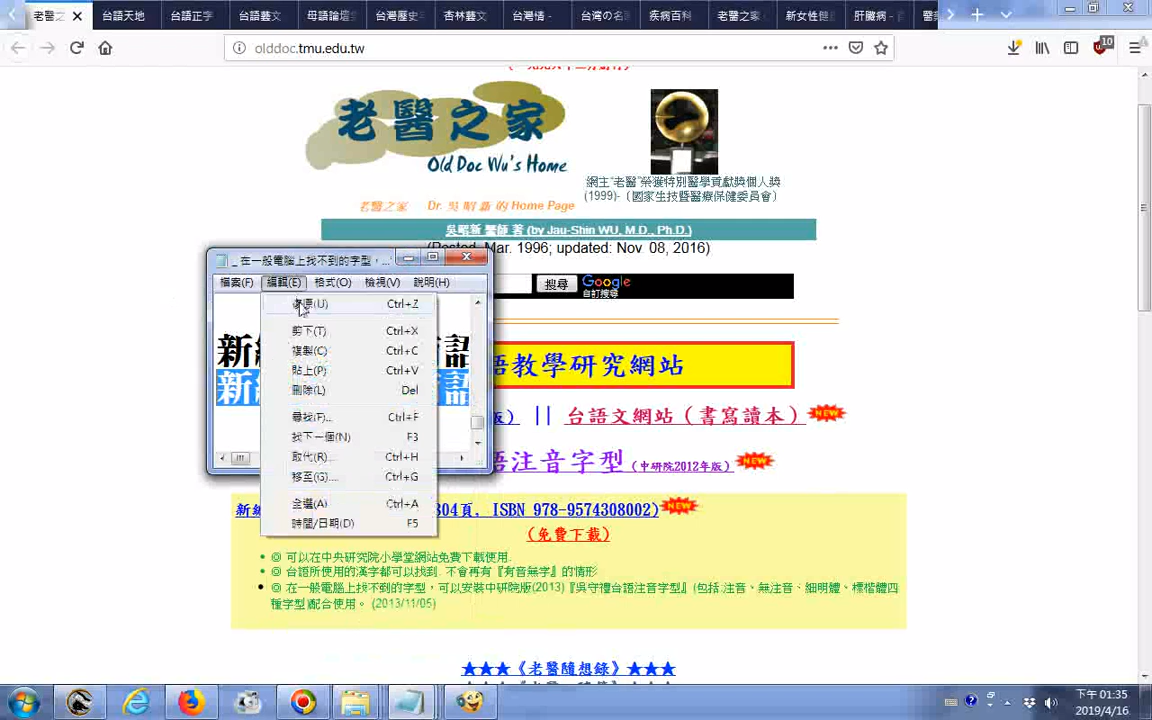 老醫之
台語天地
台語正字
台語藝文
母語論壇
台灣歷史
杏林藝文
台灣情 -
台湾の名
疾病百科
老醫之家
新女性健
肝臟病 -
醫
olddoc.tmu.edu.tw
10
老醫之家
Old Doc Wu's Home
網主"老醫"榮獲特別醫學貢獻獎個人獎
(1999)-（國家生技暨醫療保健委員會）
老醫之家 Dr. 吳 昭 新 的 Home Page
吳昭新 醫師 著 (by Jau-Shin WU, M.D., Ph.D.)
(Posted, Mar. 1996; updated: Nov 08, 2016)
搜尋
Google
自訂搜尋
_ 在一般電腦上找不到的字型，...
檔案(F) 編輯(E) 格式(O) 檢視(V) 說明(H)
(U) Ctrl+Z
剪下(T) Ctrl+X
複製(C) Ctrl+C
貼上(P) Ctrl+V
刪除(L) Del
尋找(F)... Ctrl+F
找下一個(N) F3
取代(R)... Ctrl+H
移至(G)... Ctrl+G
全選(A) Ctrl+A
時間/日期(D) F5
新
語
新
語
語教學研究網站
版） || 台語文網站（書寫讀本） NEW
語注音字型（中研院2012年版） NEW
新 804頁, ISBN 978-9574308002) NEW
（免費下載）
◎ 可以在中央研究院小學堂網站免費下載使用.
◎ 台語所使用的漢字都可以找到. 不會再有『有音無字』的情形
◎ 在一般電腦上找不到的字型，可以安裝中研院版(2013)『吳守禮台語注音字型』(包括:注音、無注音、細明體、標楷體四
種字型)配合使用。 (2013/11/05)
★★★《老醫隨想錄》★★★
下午 01:35
2019/4/16